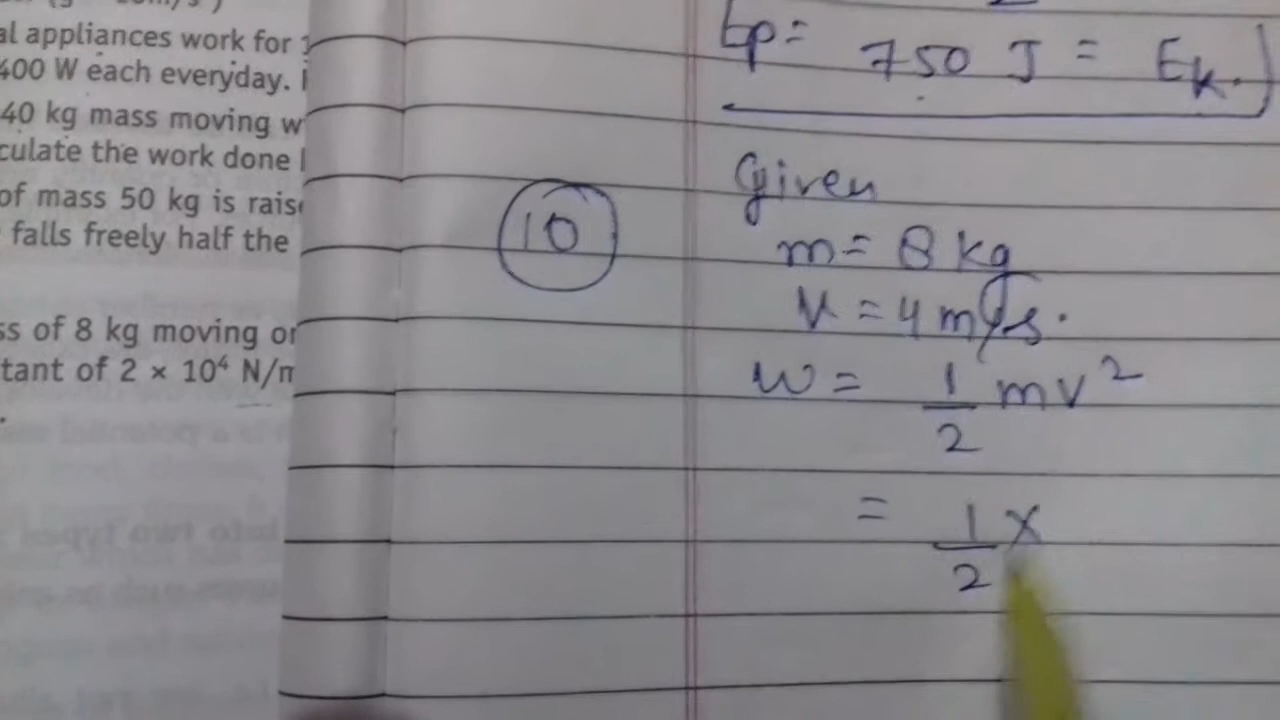 al appliances work for
400 W each everyday.
40 kg mass moving w
culate the work done
of mass 50 kg is rais
falls freely half the
ss of 8 kg moving or
tant of 2 × 10⁴ N/m
Ep = 750 J = Ek.
10
Given
m = 8 kg
V = 4 m/s.
W = 1/2 mv²
= 1/2 ×